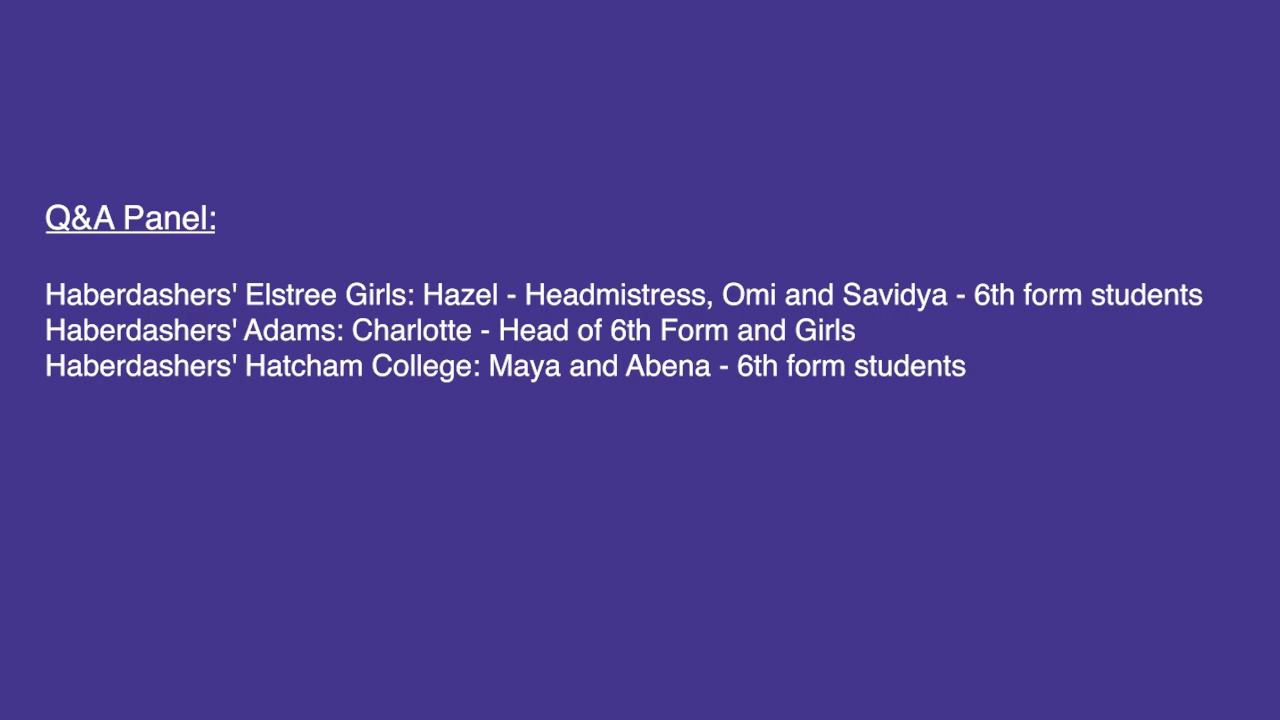 Q&A Panel:
Haberdashers' Elstree Girls: Hazel - Headmistress, Omi and Savidya - 6th form students
Haberdashers' Adams: Charlotte - Head of 6th Form and Girls
Haberdashers' Hatcham College: Maya and Abena - 6th form students